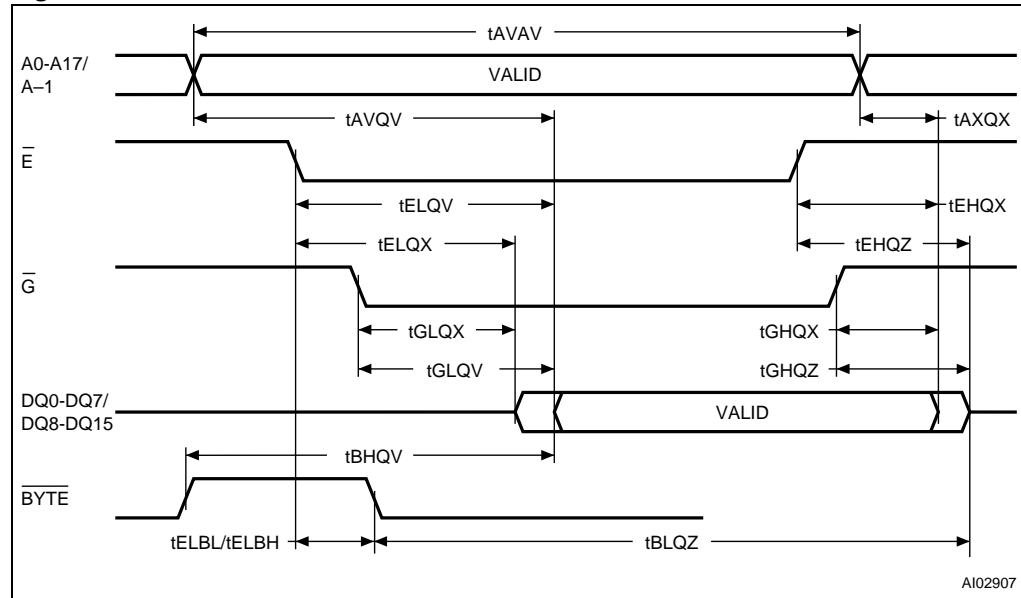 tAVAV
A0-A17/
A–1
VALID
tAVQV
tAXQX
E
tELQV
tEHQX
tELQX
tEHQZ
G
tGLQX
tGHQX
tGLQV
tGHQZ
DQ0-DQ7/
DQ8-DQ15
VALID
tBHQV
BYTE
tELBL/tELBH
tBLQZ
AI02907